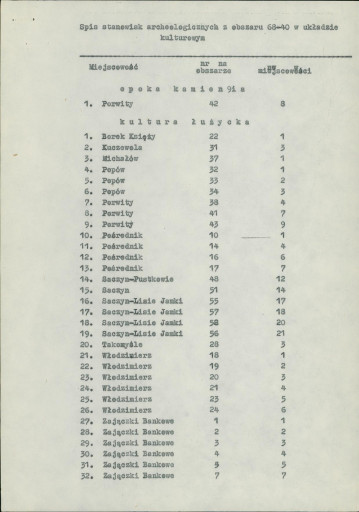 Spis stanowisk archeologicznych z obszaru 68-40 w układzie
kulturowym
Miejscowość nr na obszarze nr w miejscowości
epoka kamien9ia
1. Porwity 42 8
kultura łużycka
1. Borek Księży 22 1
2. Kuczowola 31 3
3. Michałów 37 1
4. Popów 32 1
5. Popów 33 2
6. Popów 34 3
7. Porwity 38 4
8. Porwity 41 7
9. Porwity 43 9
10. Pośrednik 10 1
11. Pośrednik 14 4
12. Pośrednik 16 6
13. Pośrednik 17 7
14. Saczyn-Pustkowie 48 12
15. Saczyn 51 14
16. Saczyn-Lisie Jamki 55 17
17. Saczyn-Lisie Jamki 57 18
18. Saczyn-Lisie Jamki 58 20
19. Saczyn-Lisie Jamki 56 21
20. Takomyśle 28 3
21. Włodzimierz 18 1
22. Włodzimierz 19 2
23. Włodzimierz 20 3
24. Włodzimierz 21 4
25. Włodzimierz 23 5
26. Włodzimierz 24 6
27. Zajączki Bankowe 1 1
28. Zajączki Bankowe 2 2
29. Zajączki Bankowe 3 3
30. Zajączki Bankowe 4 4
31. Zajączki Bankowe 5 5
32. Zajączki Bankowe 7 7